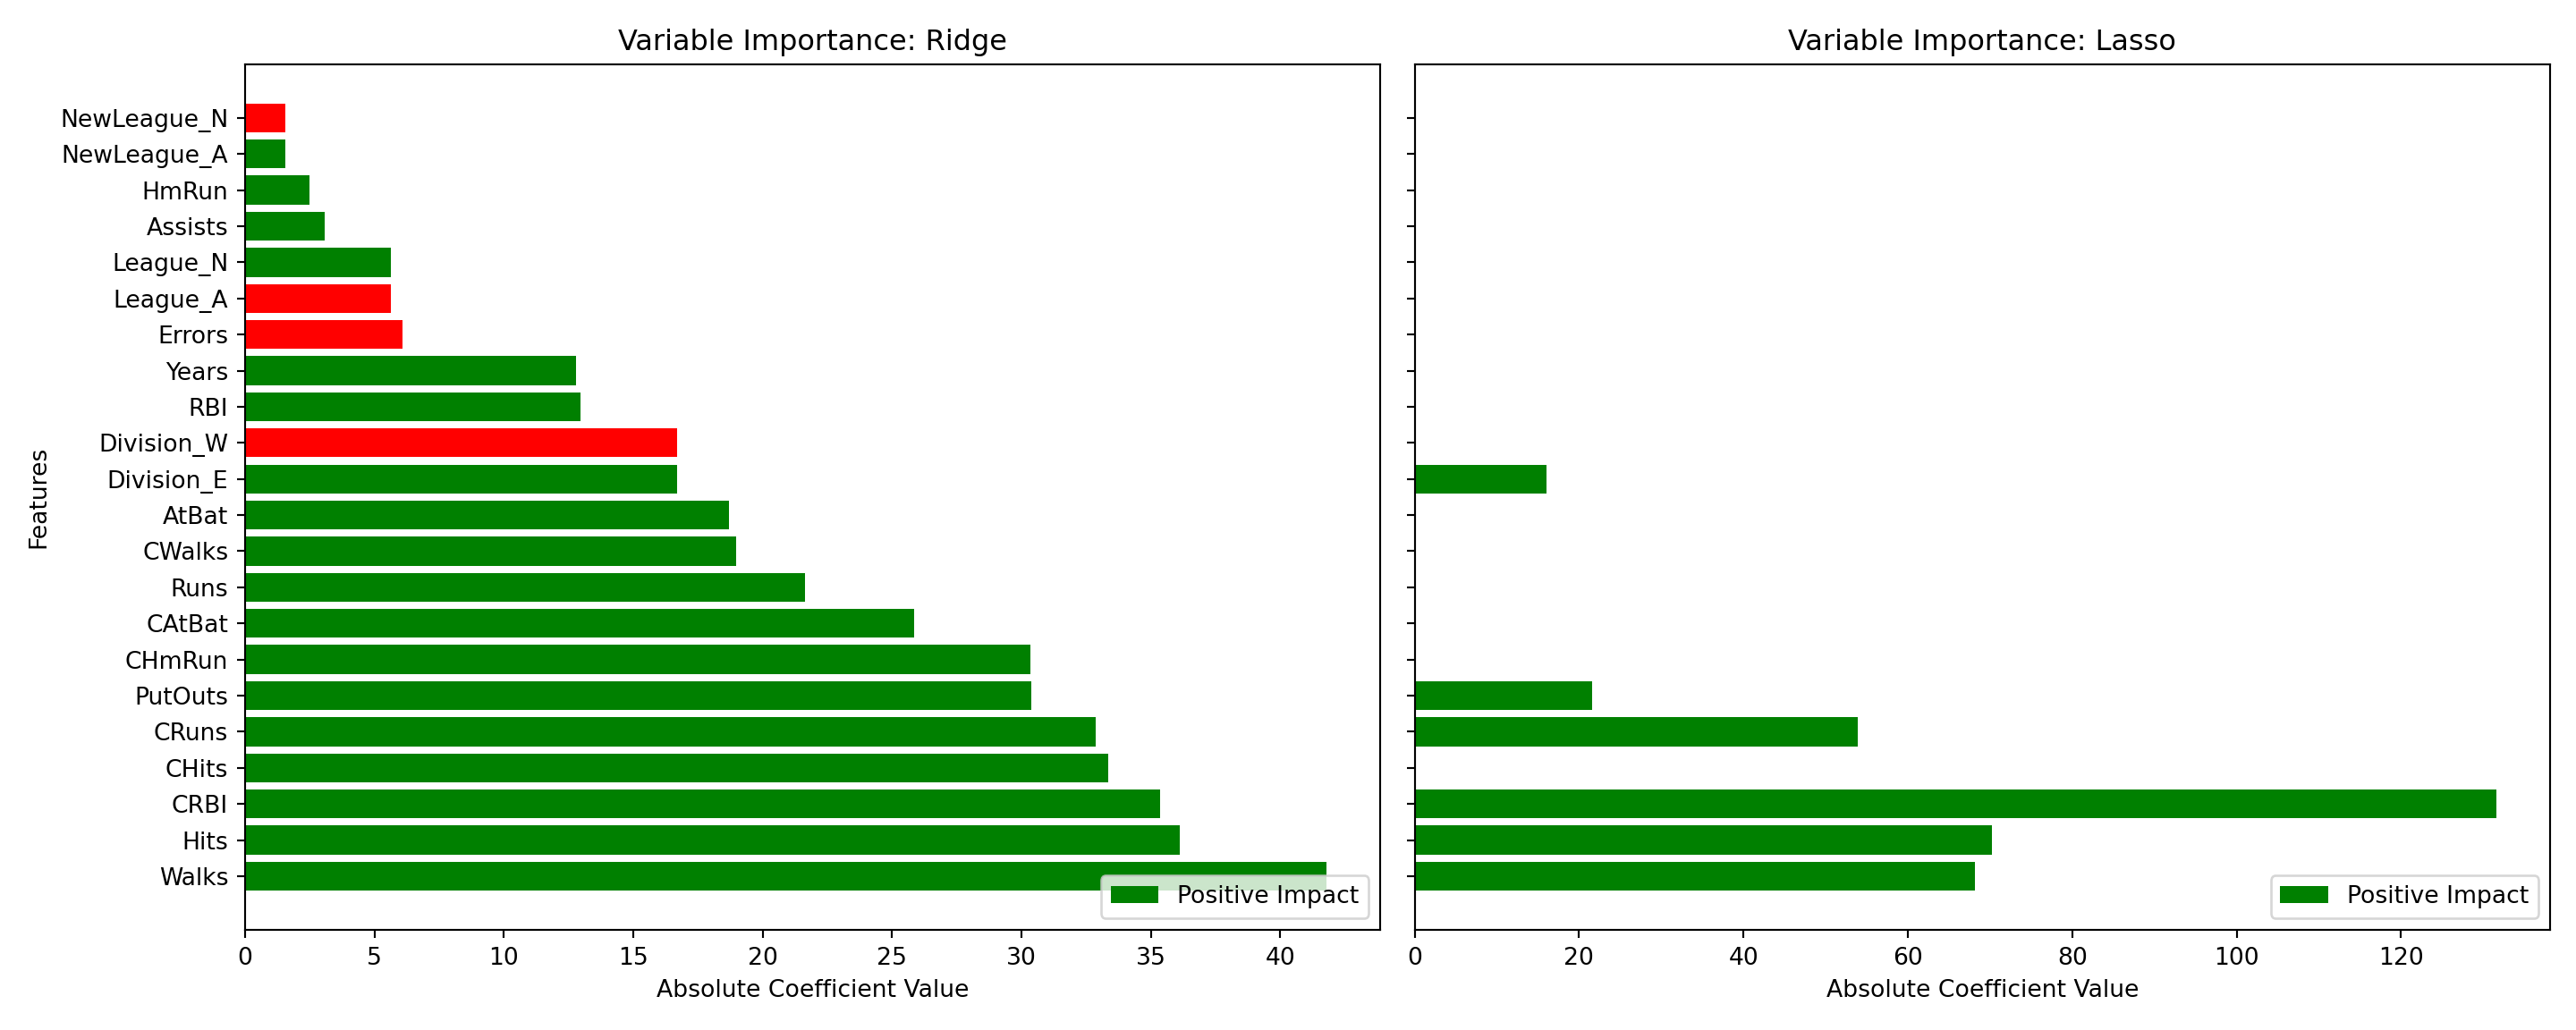 Variable Importance: Ridge
Features
NewLeague_N
NewLeague_A
HmRun
Assists
League_N
League_A
Errors
Years
RBI
Division_W
Division_E
AtBat
CWalks
Runs
CAtBat
CHmRun
PutOuts
CRuns
CHits
CRBI
Hits
Walks
Positive Impact
0 5 10 15 20 25 30 35 40
Absolute Coefficient Value
Variable Importance: Lasso
Positive Impact
0 20 40 60 80 100 120
Absolute Coefficient Value